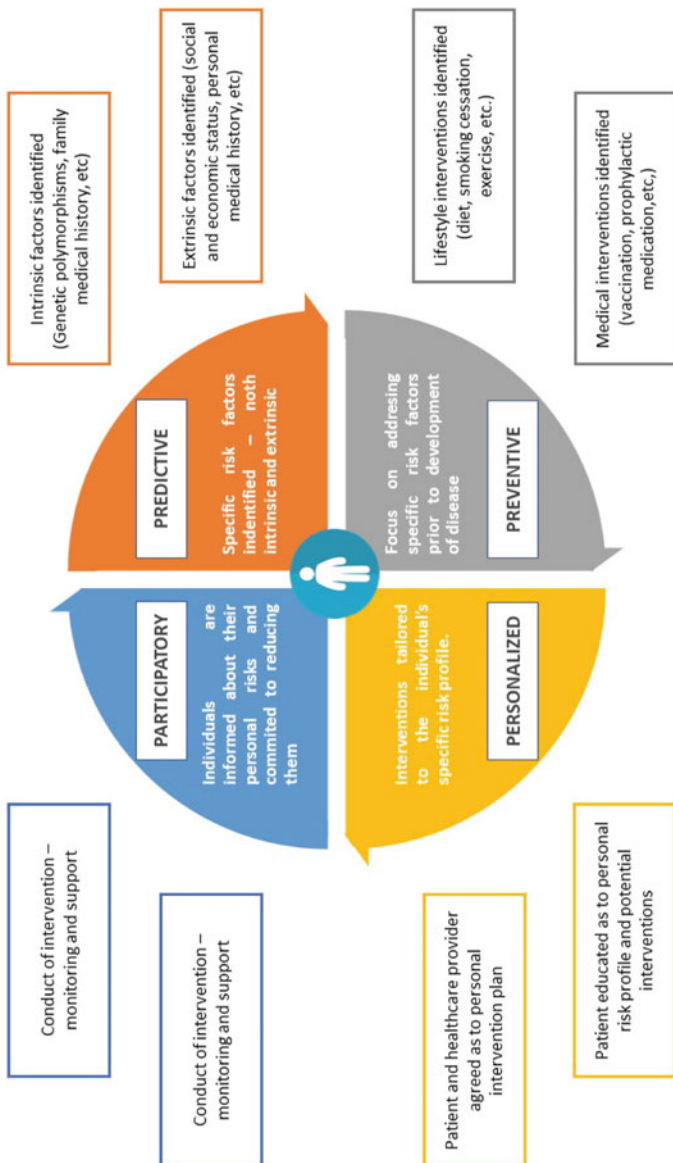 Conduct of intervention –
monitoring and support
Conduct of intervention –
monitoring and support
Intrinsic factors identified
(Genetic polymorphisms, family
medical history, etc)
Extrinsic factors identified (social
and economic status, personal
medical history, etc)
PARTICIPATORY
Individuals are
informed about their
personal risks and
commited to reducing
them
PREDICTIVE
Specific risk factors
indentified – noth
intrinsic and extrinsic
Interventions tailored
to the individual's
specific risk profile.
PERSONALIZED
Focus on addresing
specific risk factors
prior to development
of disease
PREVENTIVE
Patient and healthcare provider
agreed as to personal
intervention plan
Patient educated as to personal
risk profile and potential
interventions
Lifestyle interventions identified
(diet, smoking cessation,
exercise, etc.)
Medical interventions identified
(vaccination, prophylactic
medication,etc,)